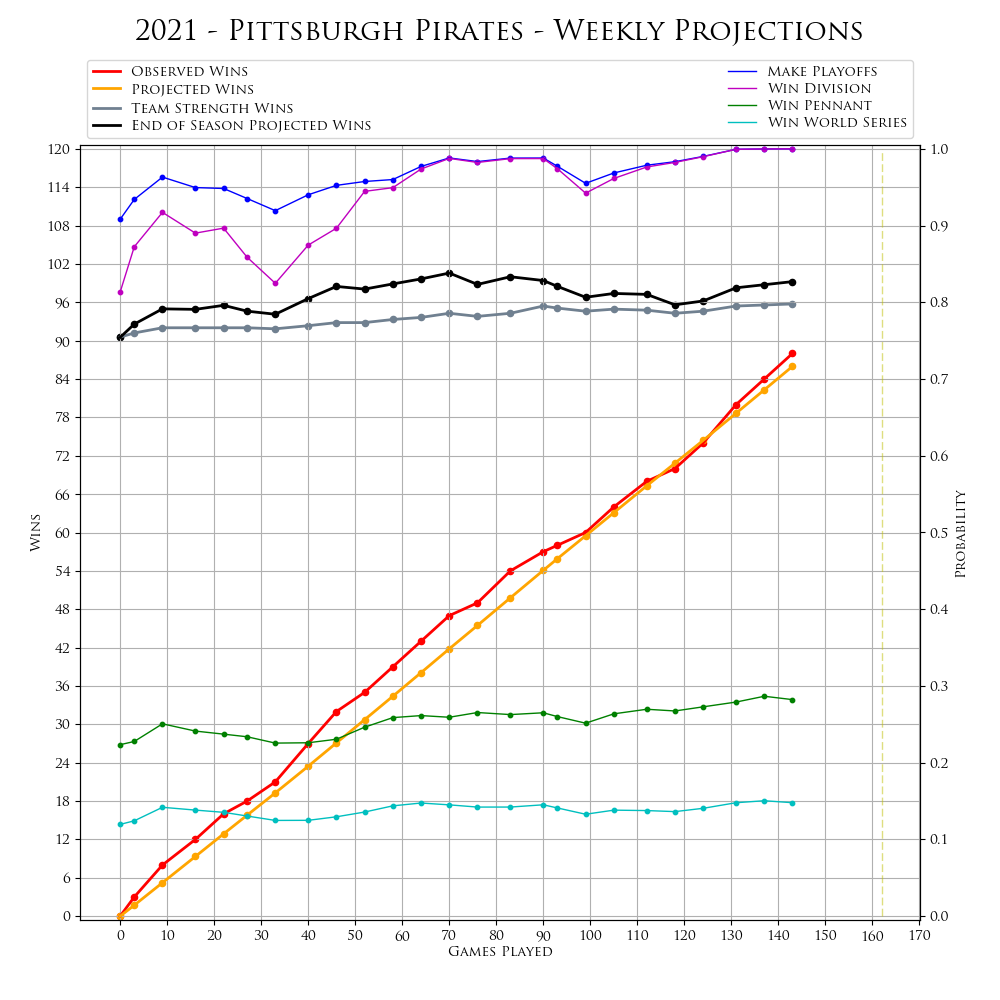 2021 - Pittsburgh Pirates - Weekly Projections
Observed Wins
Projected Wins
Team Strength Wins
End of Season Projected Wins
Make Playoffs
Win Division
Win Pennant
Win World Series
120
114
108
102
96
90
84
78
72
66
60
54
48
42
36
30
24
18
12
6
0
Wins
1.0
0.9
0.8
0.7
0.6
0.5
0.4
0.3
0.2
0.1
0.0
Probability
0 10 20 30 40 50 60 70 80 90 100 110 120 130 140 150 160 170
Games Played